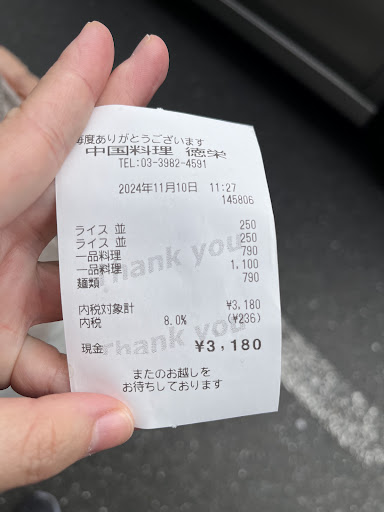 毎度ありがとうございます
中国料理 徳栄
TEL:03-3982-4591
2024年11月10日 11:27
145806
ライス 並 250
ライス 並 250
一品料理 790
一品料理 1,100
麺類 790
内税対象計 ¥3,180
内税 8.0% (¥236)
現金 ¥3,180
またのお越しを
お待ちしております
Thank you
Thank you